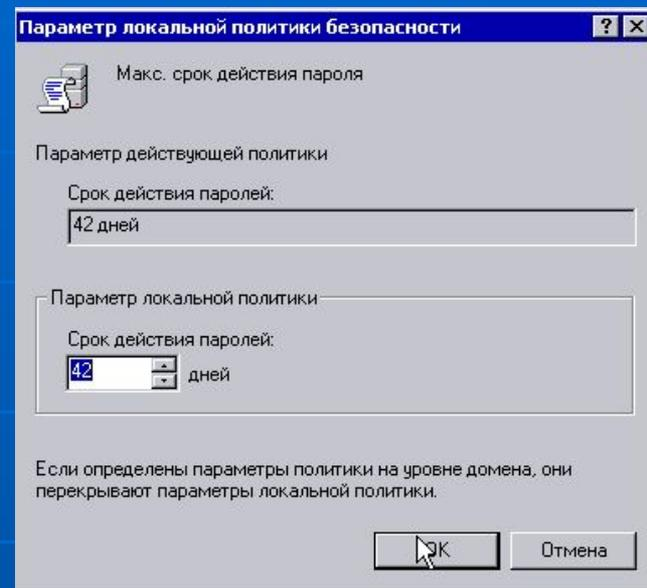 Параметр локальной политики безопасности
Макс. срок действия пароля
Параметр действующей политики
Срок действия паролей:
42 дней
Параметр локальной политики
Срок действия паролей:
42 дней
Если определены параметры политики на уровне домена, они
перекрывают параметры локальной политики.
OK Отмена